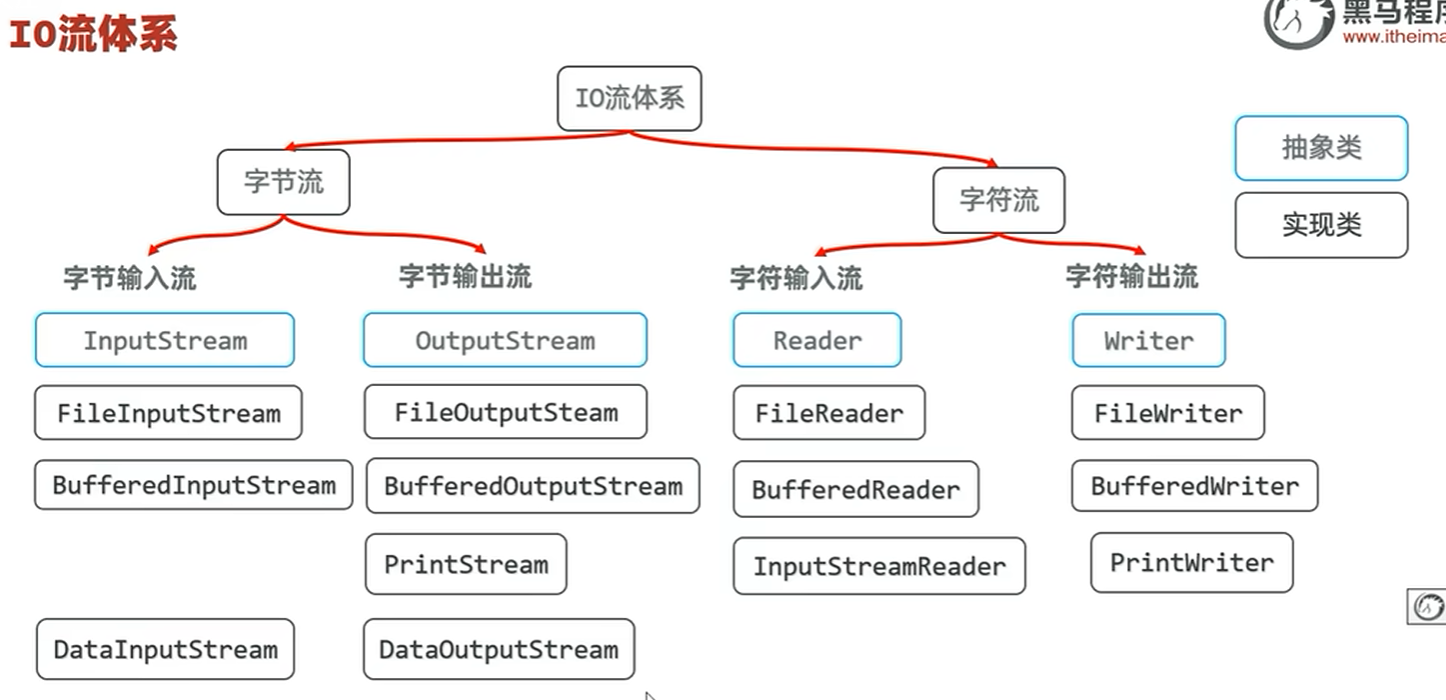 IO流体系
黑马程序
www.itheima
IO流体系
字节流
字符流
抽象类
实现类
字节输入流
字节输出流
字符输入流
字符输出流
InputStream
OutputStream
Reader
Writer
FileInputStream
FileOutputSteam
FileReader
FileWriter
BufferedInputStream
BufferedOutputStream
BufferedReader
BufferedWriter
PrintStream
InputStreamReader
PrintWriter
DataInputStream
DataOutputStream